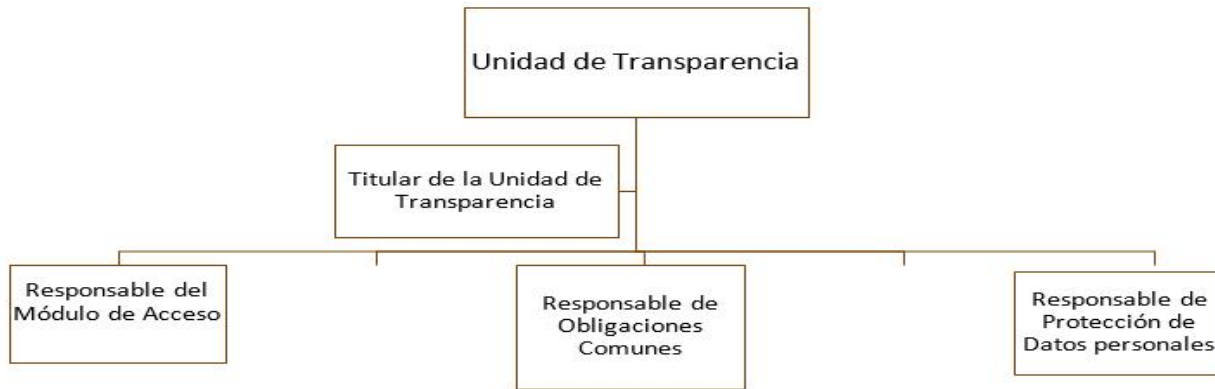 Unidad de Transparencia
Titular de la Unidad de
Transparencia
Responsable del
Módulo de Acceso
Responsable de
Obligaciones
Comunes
Responsable de
Protección de
Datos personales